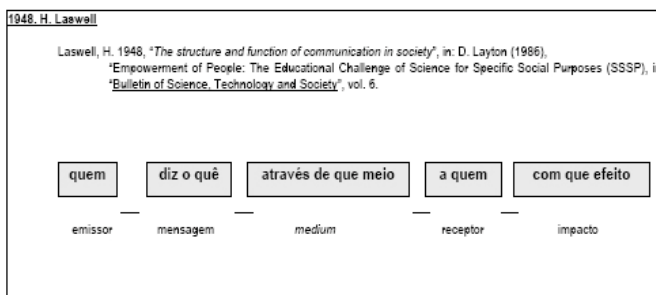 1948. H. Laswell
Laswell, H. 1948, "The structure and function of communication in society", in: D. Layton (1986),
"Empowerment of People: The Educational Challenge of Science for Specific Social Purposes (SSSP), i
"Bulletin of Science, Technology and Society", vol. 6.
quem diz o quê através de que meio a quem com que efeito
emissor — mensagem — medium — receptor — impacto